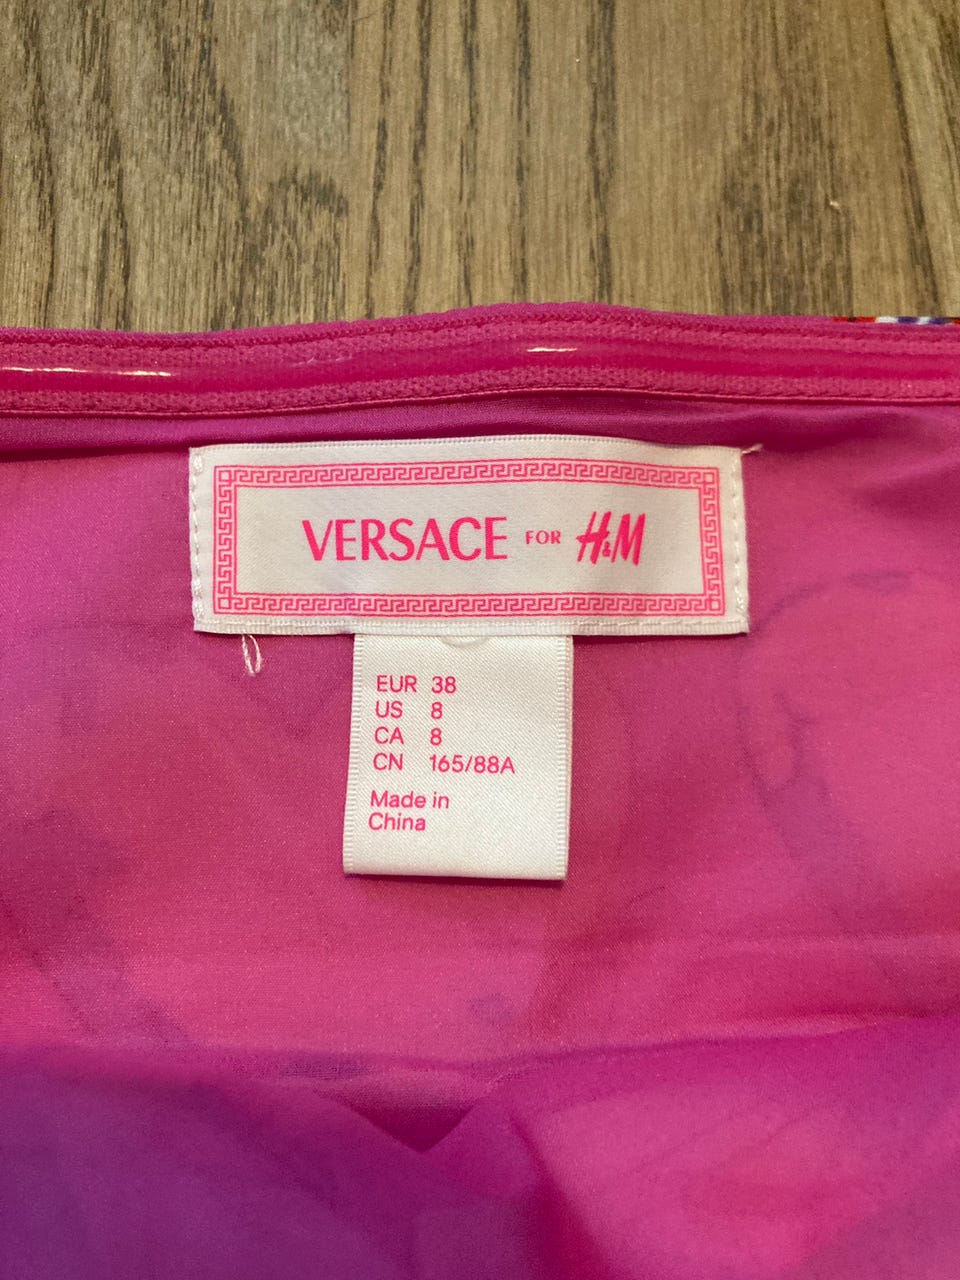 VERSACE FOR H&M
EUR 38
US 8
CA 8
CN 165/88A
Made in
China